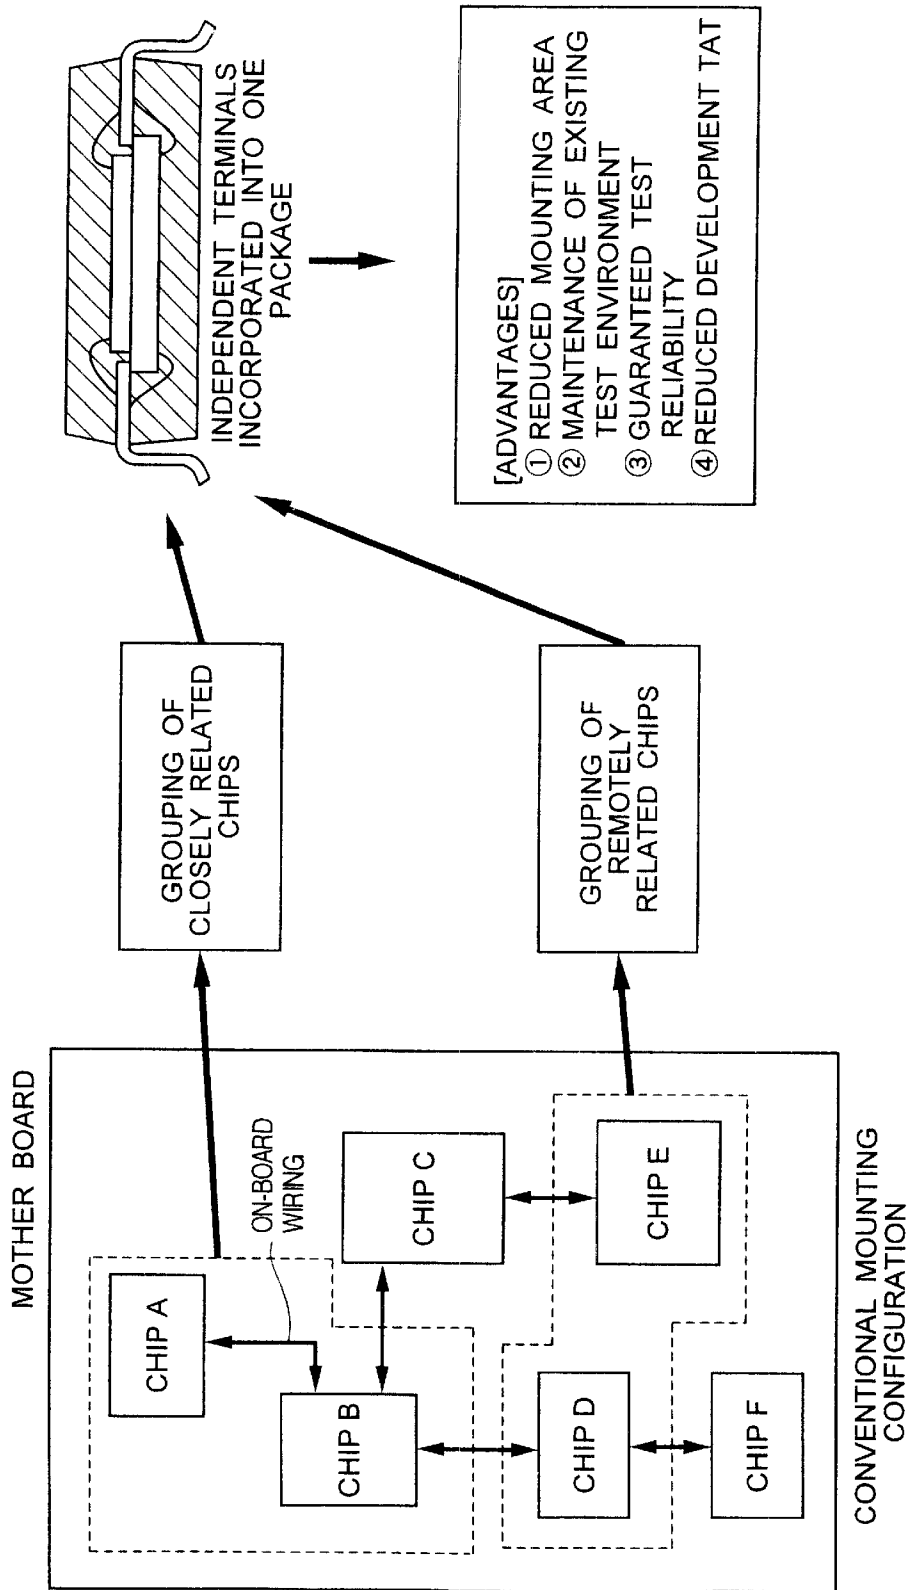 MOTHER BOARD
CHIP A
ON-BOARD
WIRING
CHIP B
CHIP C
CHIP D
CHIP E
CHIP F
CONVENTIONAL MOUNTING
CONFIGURATION
GROUPING OF
CLOSELY RELATED
CHIPS
GROUPING OF
REMOTELY
RELATED CHIPS
INDEPENDENT TERMINALS
INCORPORATED INTO ONE
PACKAGE
[ADVANTAGES]
① REDUCED MOUNTING AREA
② MAINTENANCE OF EXISTING
TEST ENVIRONMENT
③ GUARANTEED TEST
RELIABILITY
④ REDUCED DEVELOPMENT TAT